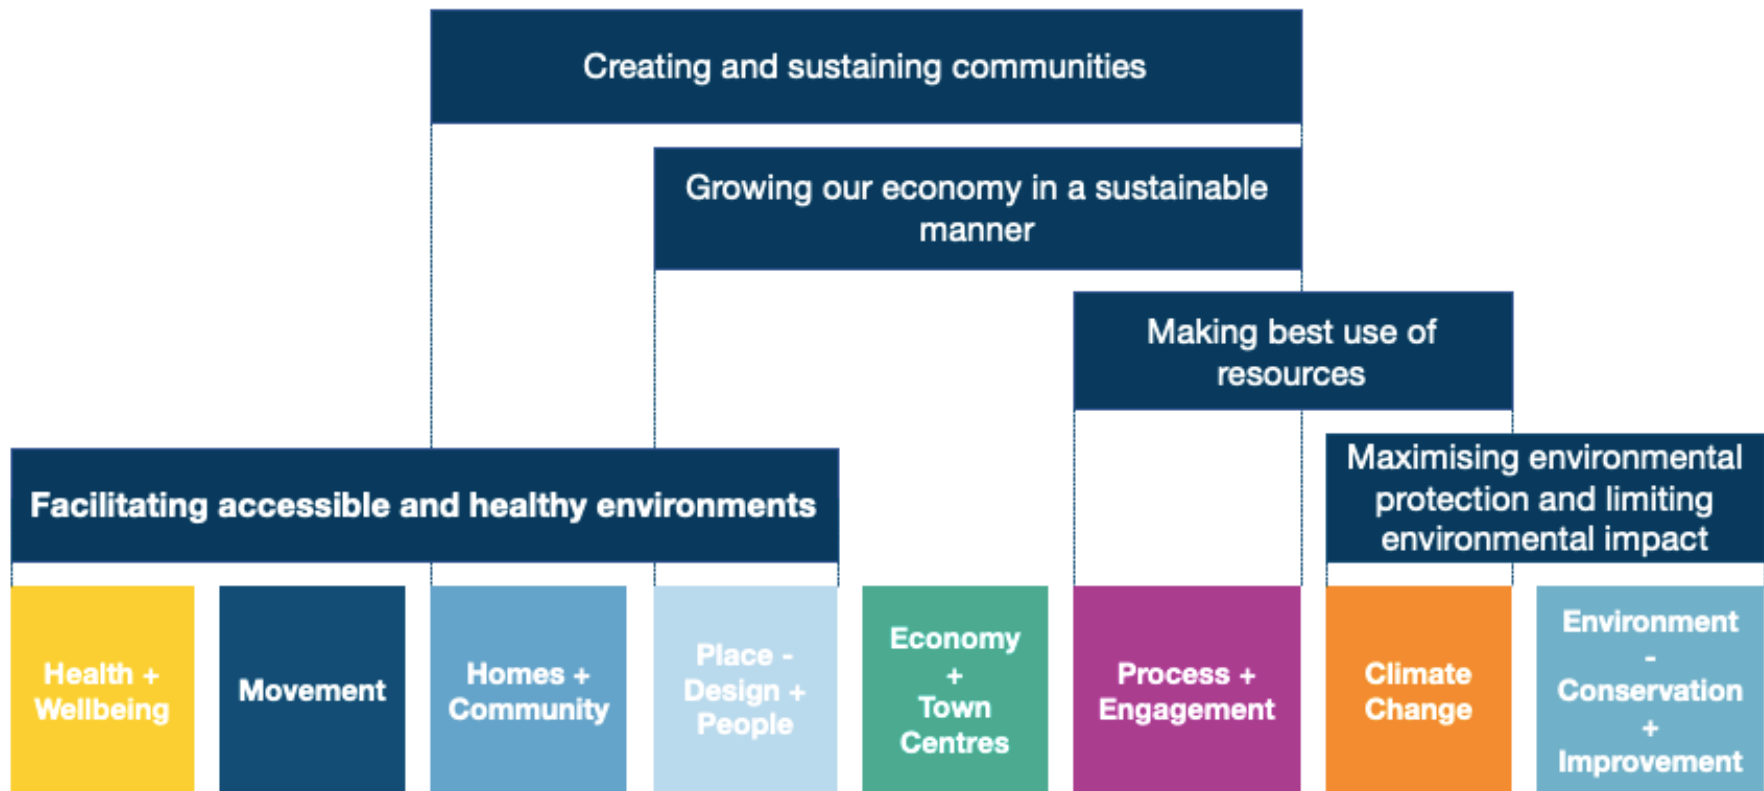 Creating and sustaining communities
Growing our economy in a sustainable
manner
Making best use of
resources
Facilitating accessible and healthy environments
Maximising environmental
protection and limiting
environmental impact
Health +
Wellbeing
Movement
Homes +
Community
Place -
Design +
People
Economy
+
Town
Centres
Process +
Engagement
Climate
Change
Environment
-
Conservation
+
Improvement